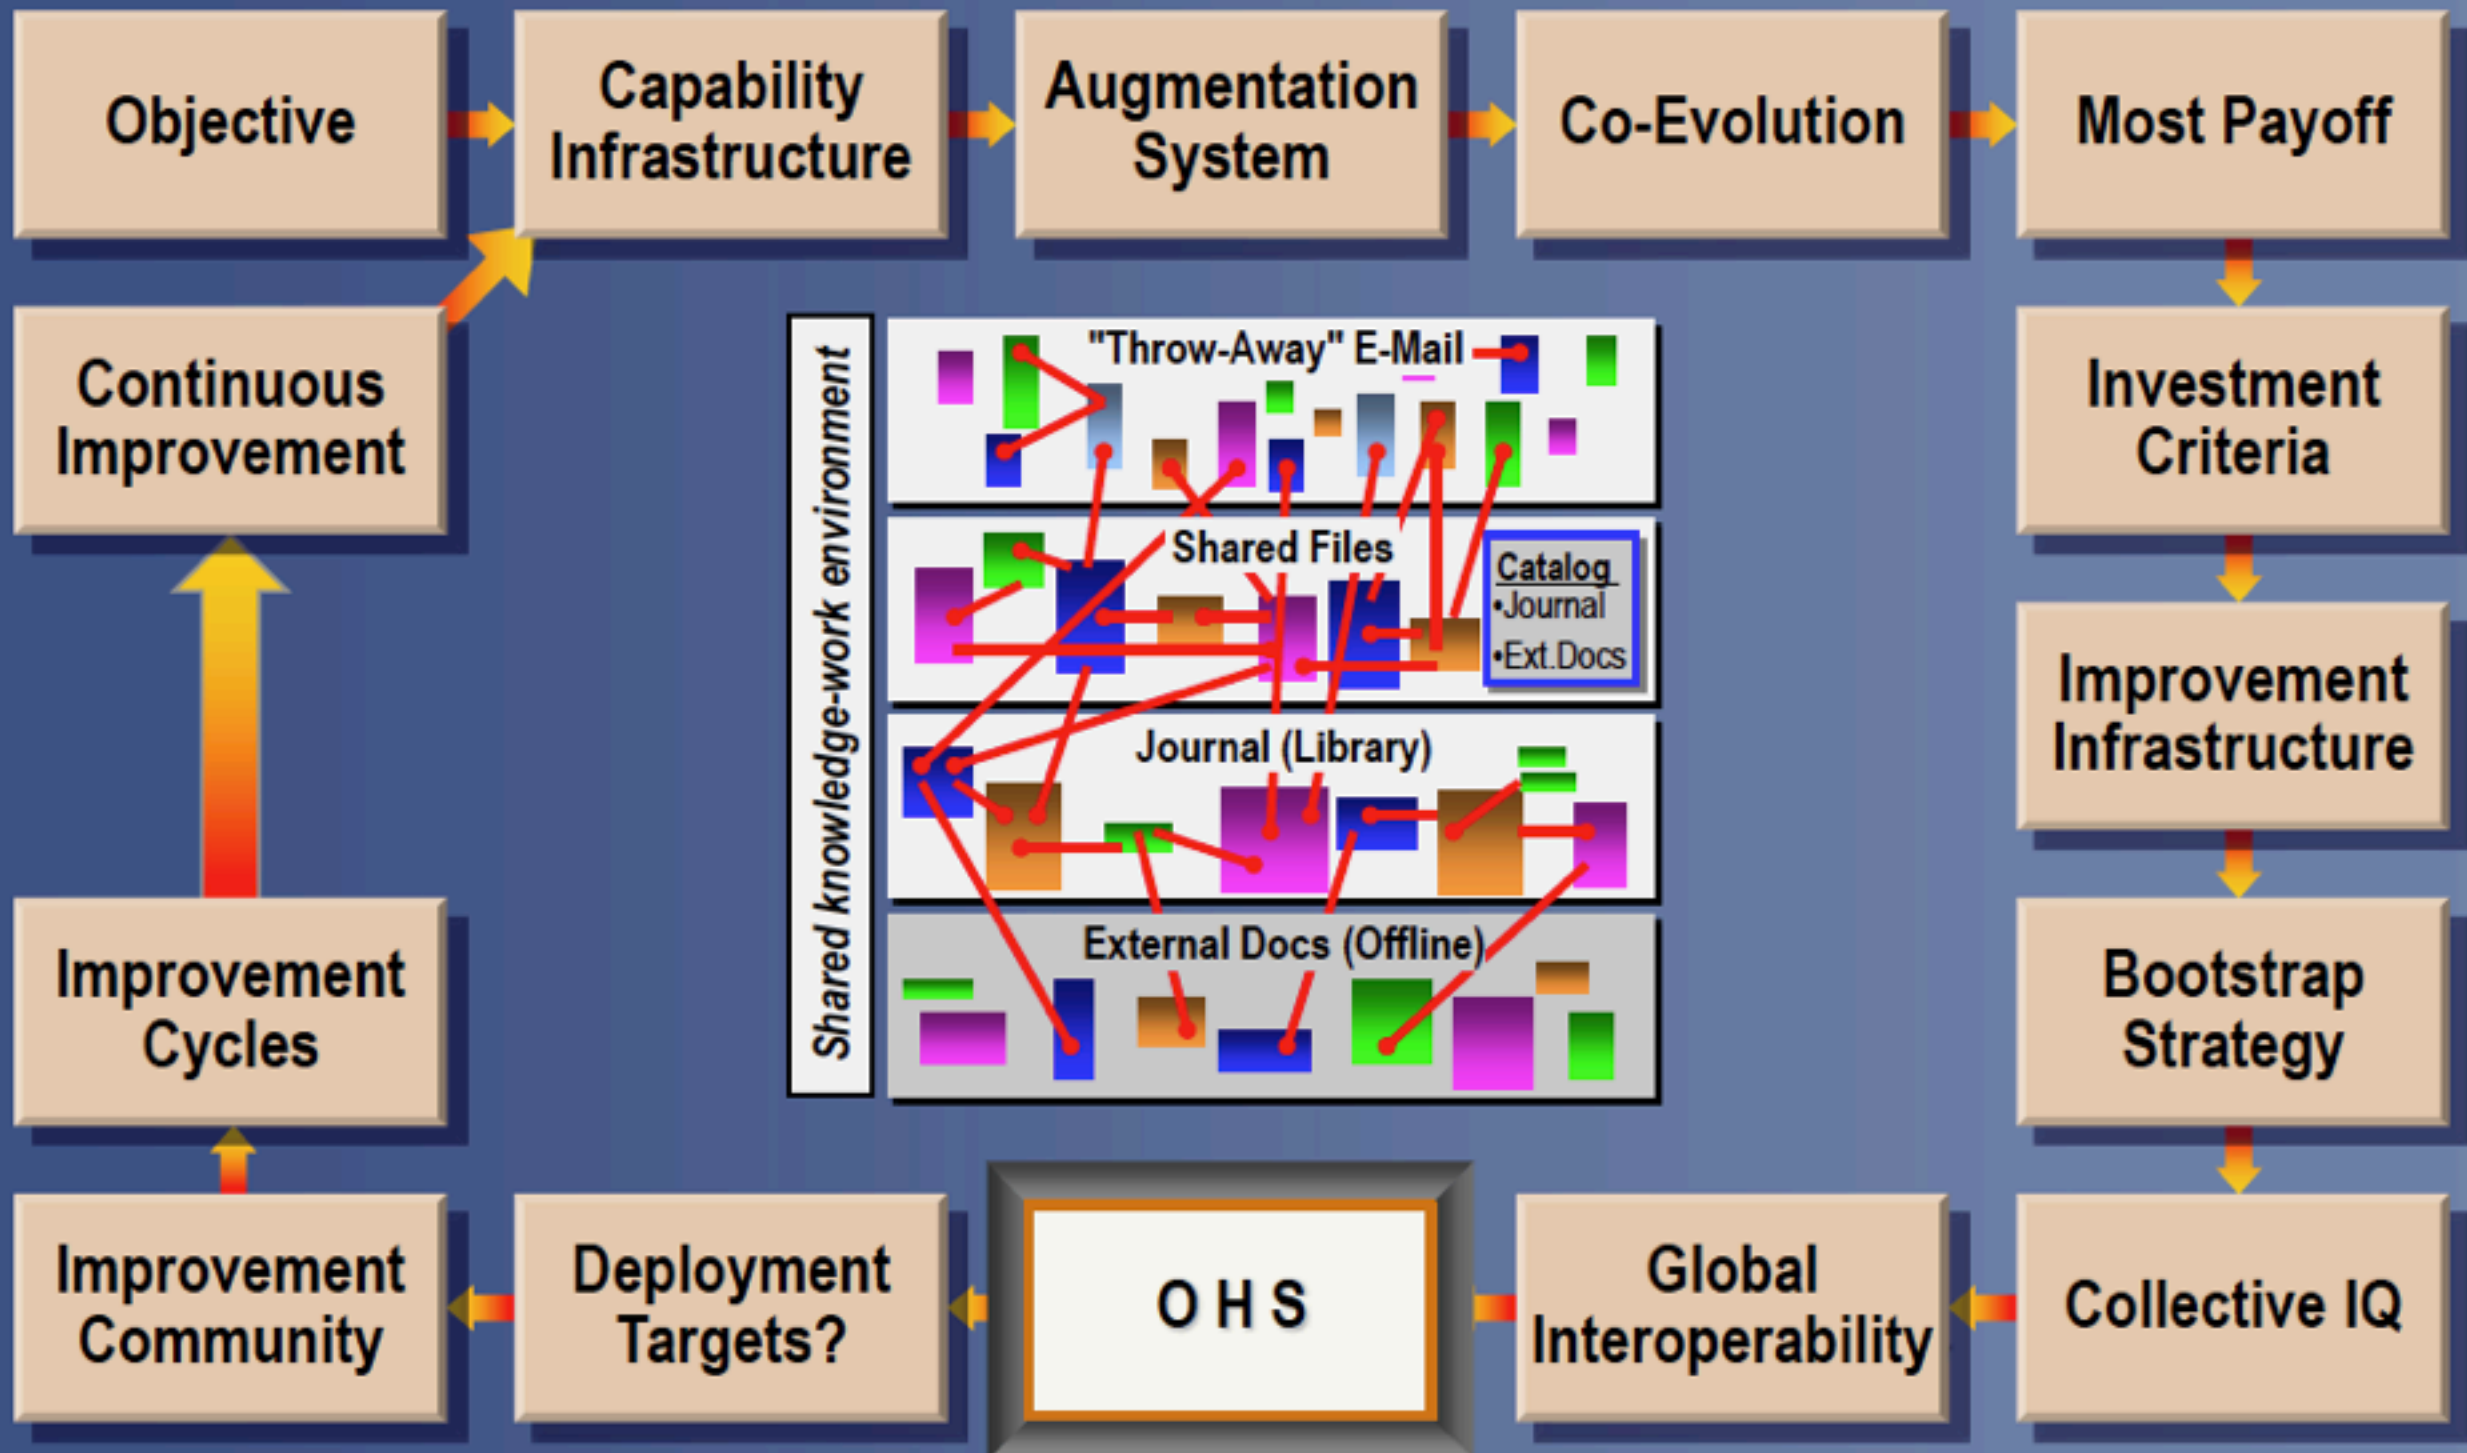 Objective
Capability
Infrastructure
Augmentation
System
Co-Evolution
Most Payoff
Continuous
Improvement
Investment
Criteria
Improvement
Infrastructure
Improvement
Cycles
Bootstrap
Strategy
Improvement
Community
Deployment
Targets?
O H S
Global
Interoperability
Collective IQ
Shared knowledge-work environment
"Throw-Away" E-Mail
Shared Files
Catalog
•Journal
•Ext.Docs
Journal (Library)
External Docs (Offline)